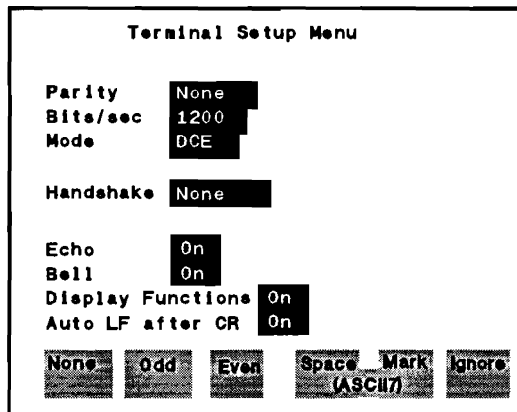 Terminal Setup Menu
Parity None
Bits/sec 1200
Mode DCE
Handshake None
Echo On
Bell On
Display Functions On
Auto LF after CR On
None Odd Even Space Mark Ignore
(ASCII7)